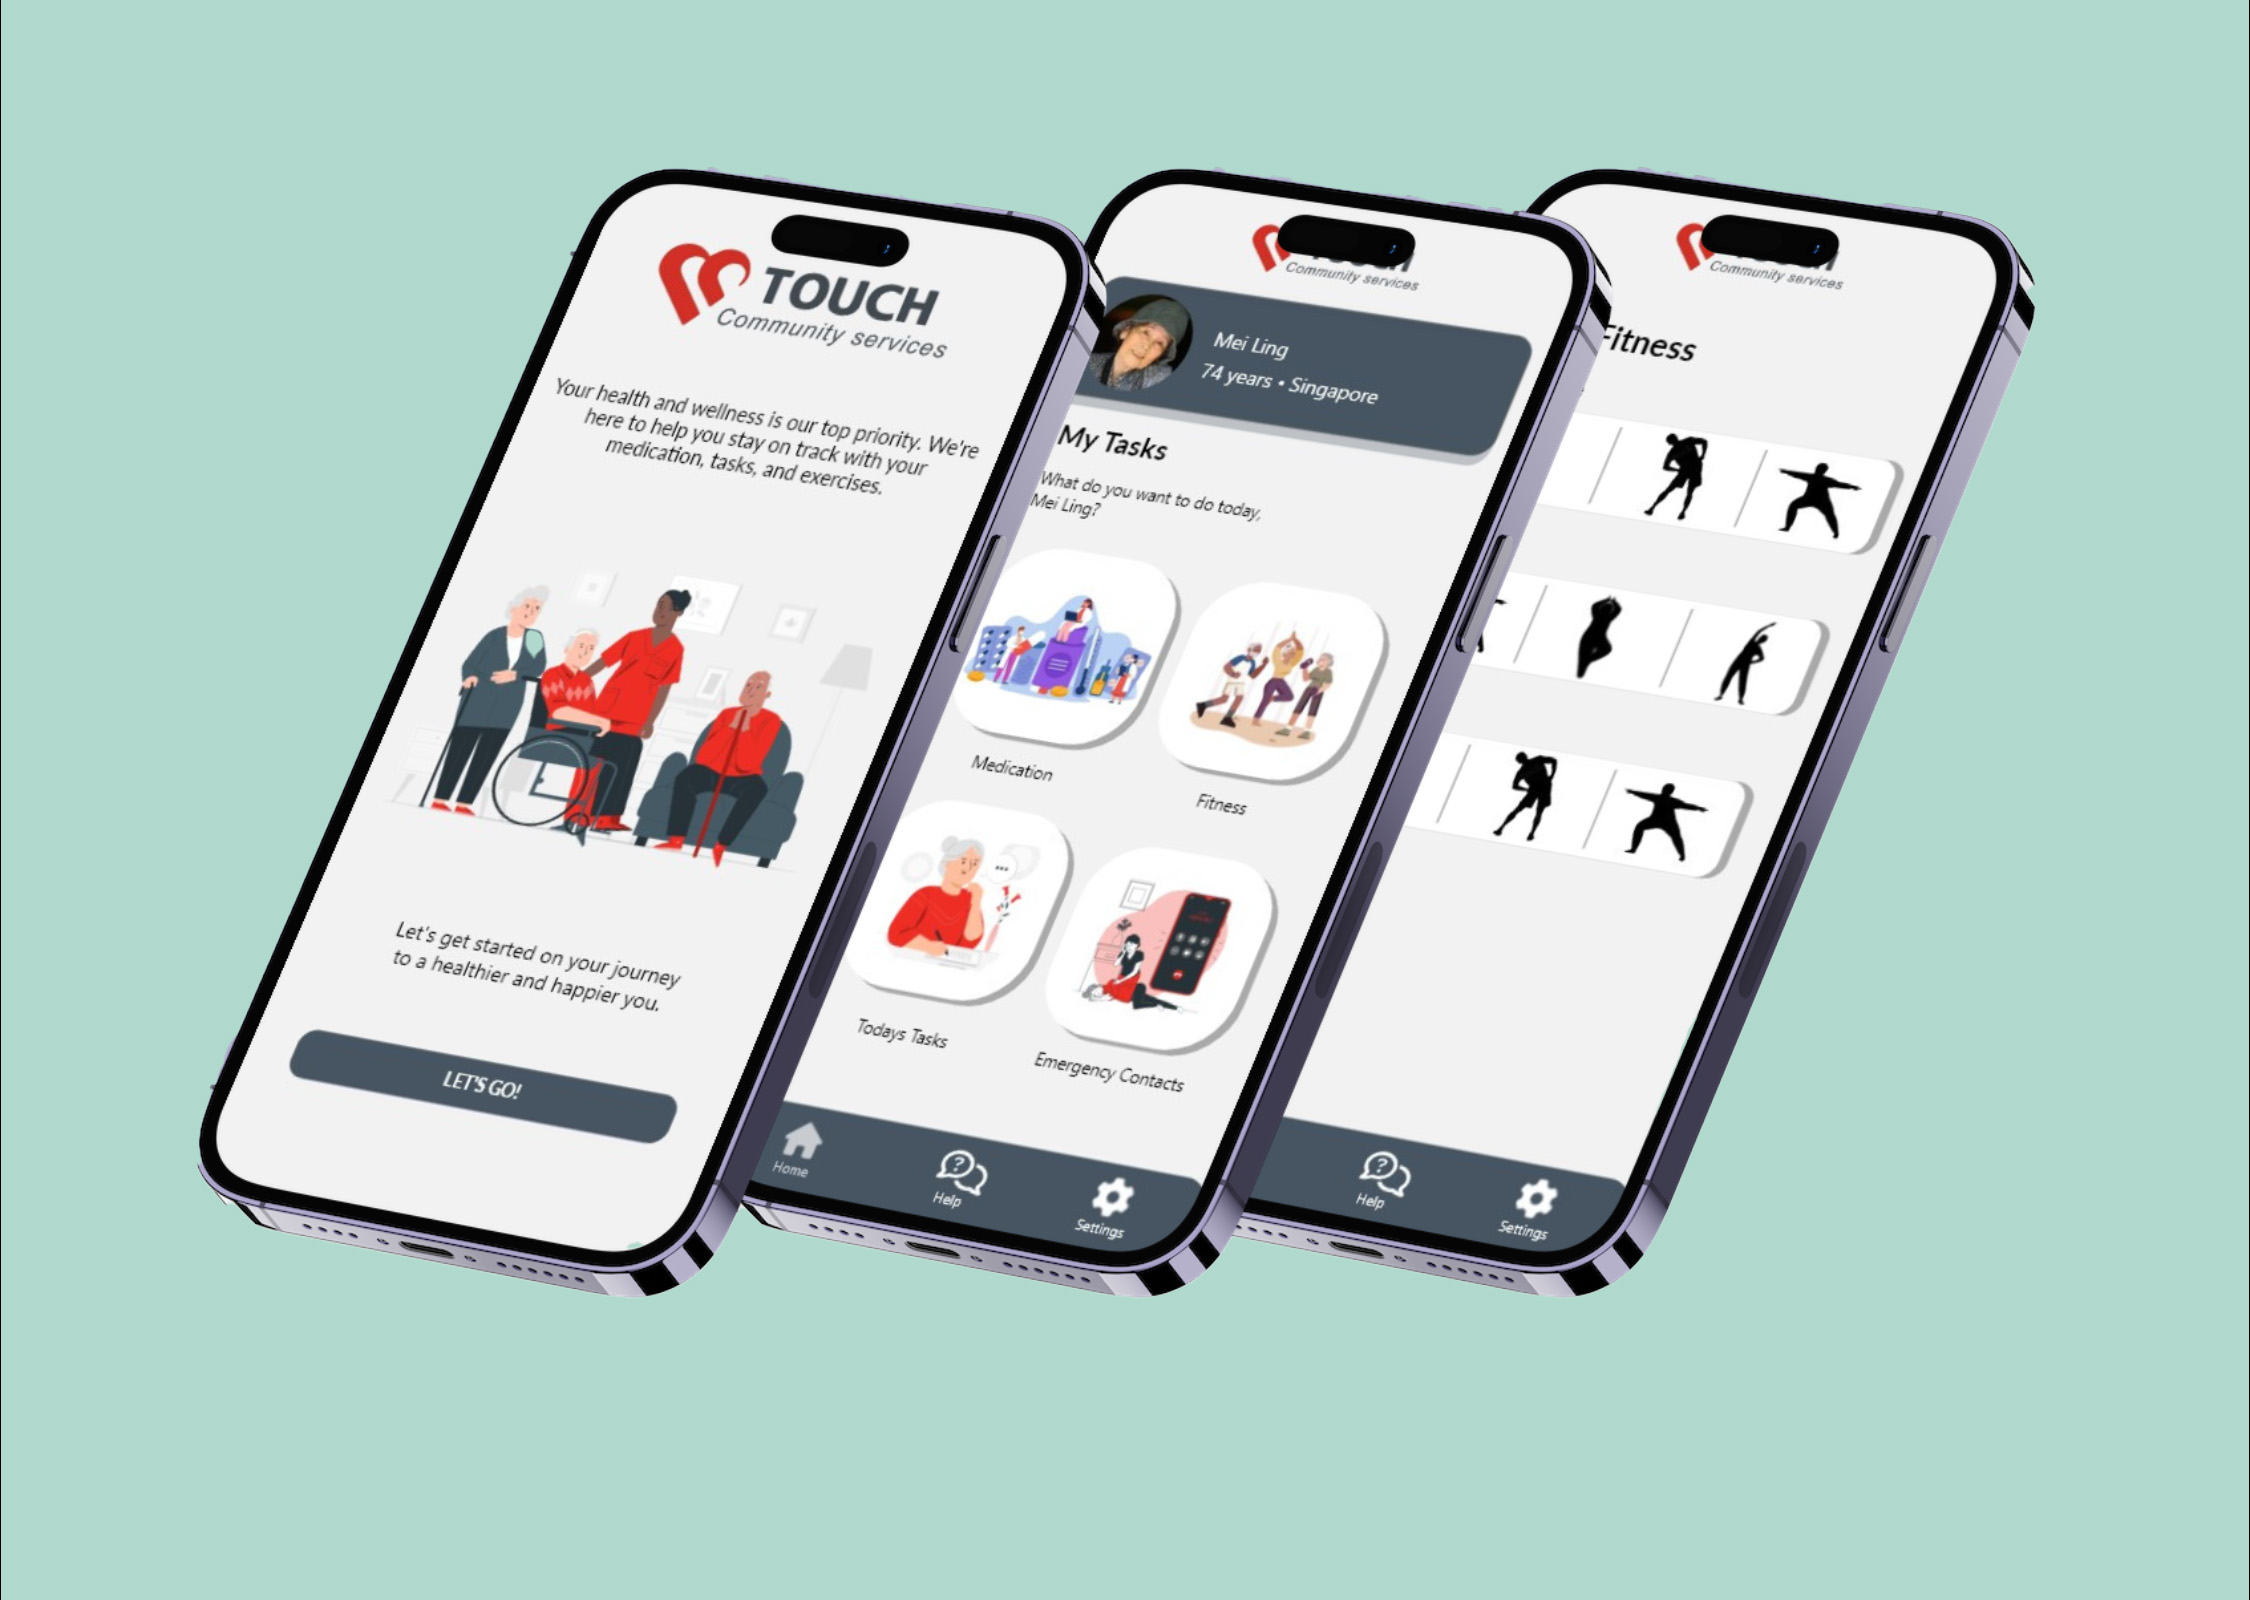 TOUCH
Community services
Your health and wellness is our top priority. We're
here to help you stay on track with your
medication, tasks, and exercises.
Let's get started on your journey
to a healthier and happier you.
LET'S GO!
Community services
Mei Ling
74 years • Singapore
My Tasks
What do you want to do today,
Mei Ling?
Medication
Fitness
Todays Tasks
Emergency Contacts
Home
Help
Settings
Community services
Fitness
Help
Settings